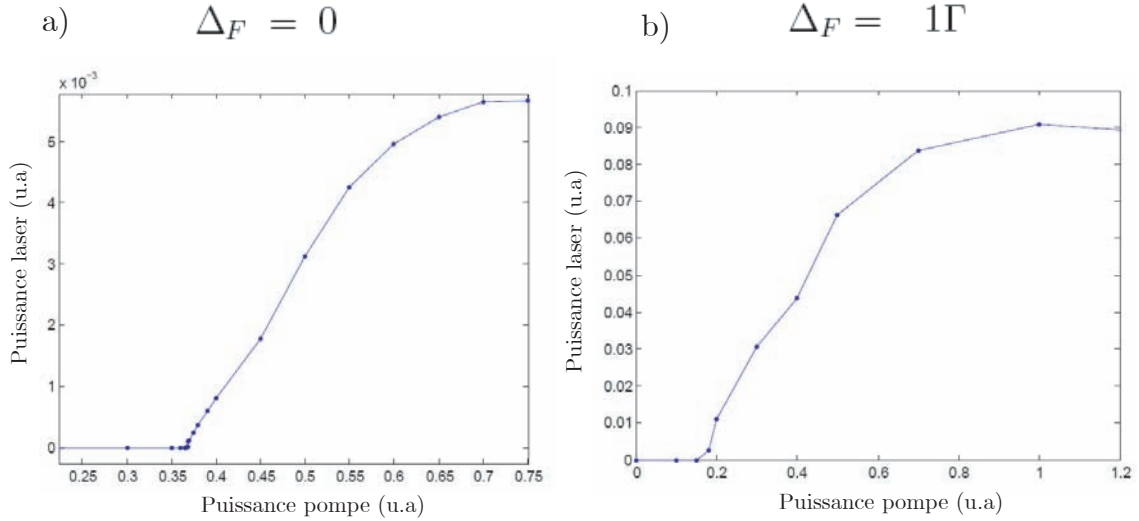 a)
Δ_F = 0
x 10⁻³
5
4
3
2
1
0
0.25 0.3 0.35 0.4 0.45 0.5 0.55 0.6 0.65 0.7 0.75
Puissance laser (u.a)
Puissance pompe (u.a)
b)
Δ_F = 1Γ
0.1
0.09
0.08
0.07
0.06
0.05
0.04
0.03
0.02
0.01
0
0 0.2 0.4 0.6 0.8 1 1.2
Puissance laser (u.a)
Puissance pompe (u.a)